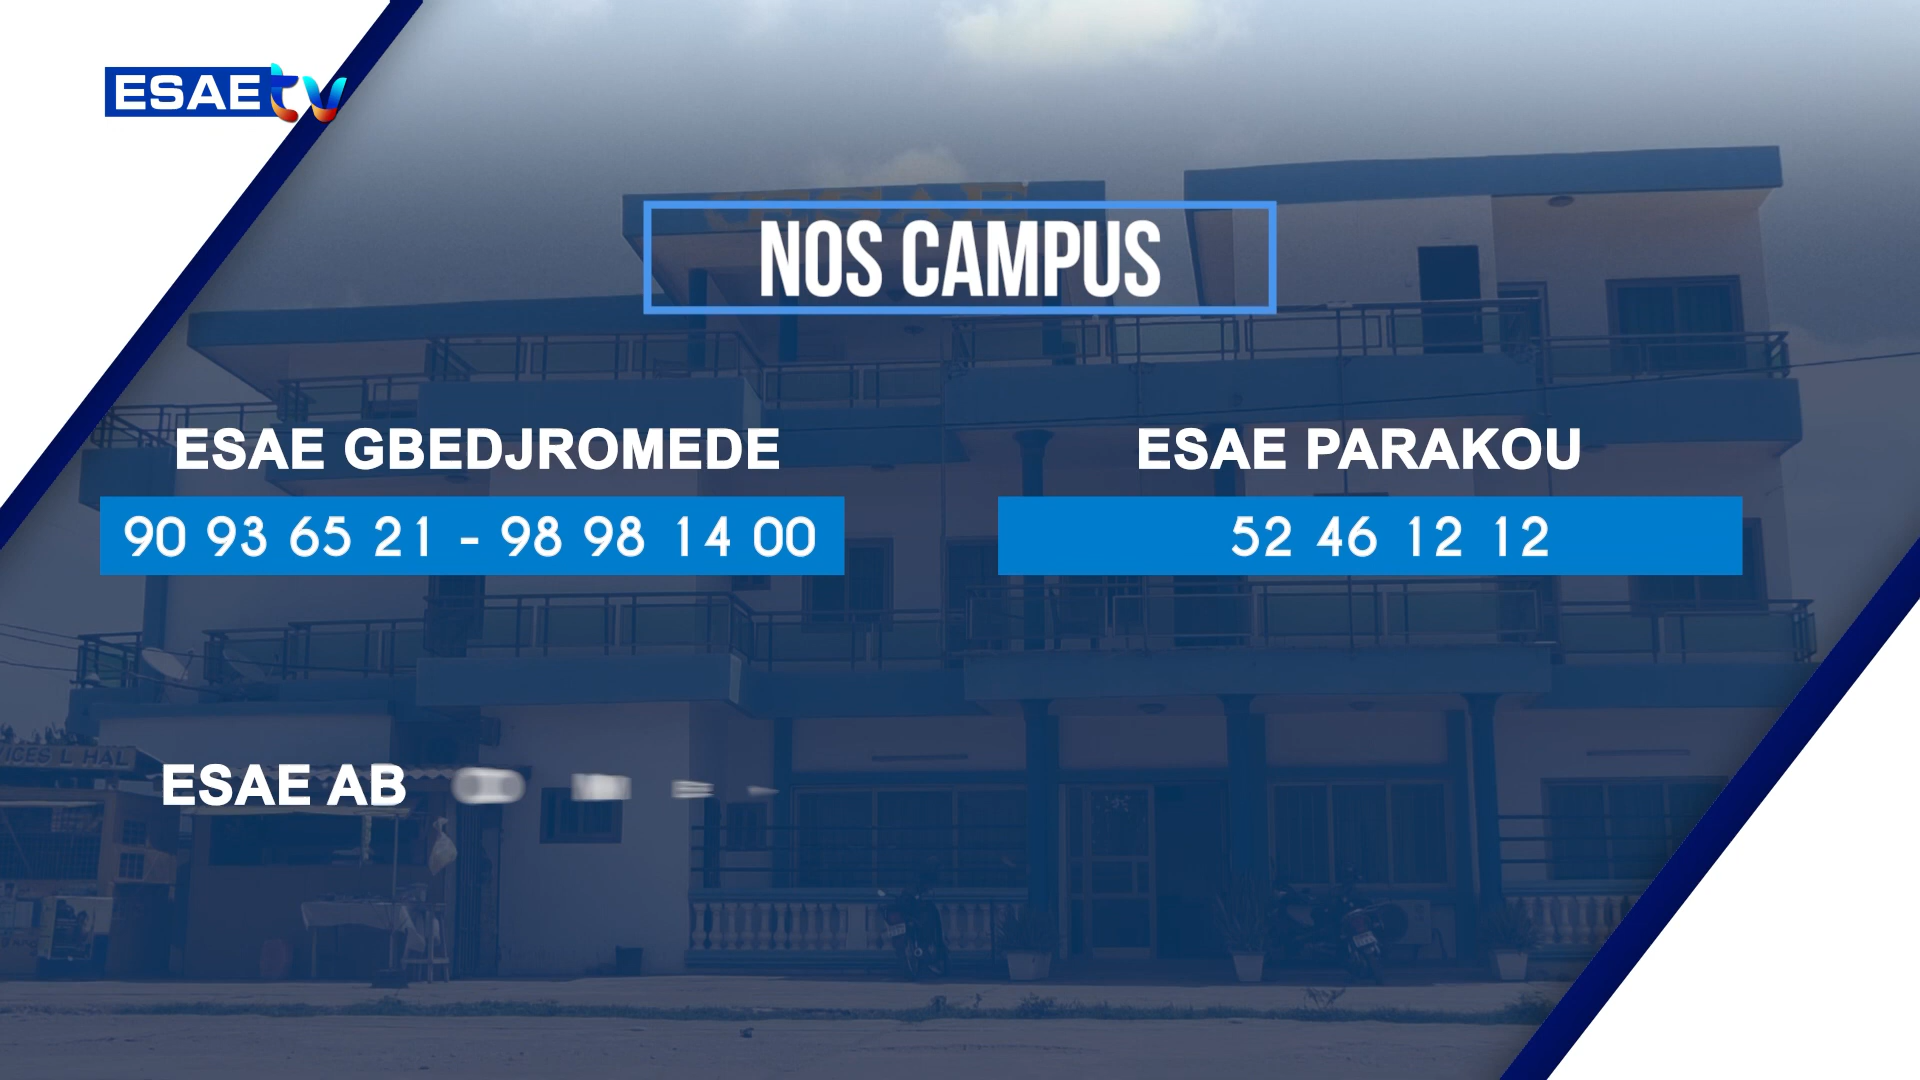 ESAE tv
NOS CAMPUS
ESAE GBEDJROMEDE
90 93 65 21 - 98 98 14 00
ESAE PARAKOU
52 46 12 12
ESAE AB